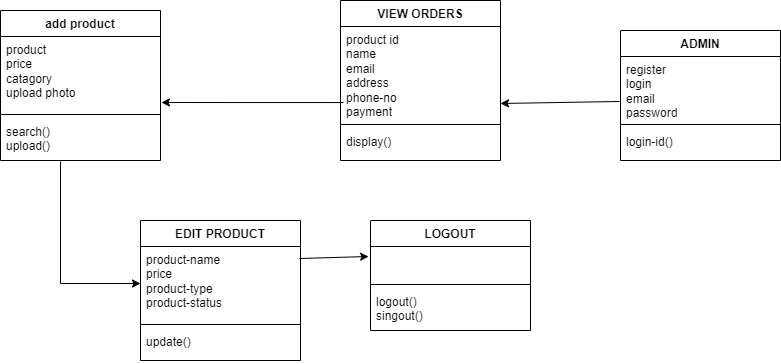 add product
product
price
catagory
upload photo
search()
upload()
VIEW ORDERS
product id
name
email
address
phone-no
payment
display()
ADMIN
register
login
email
password
login-id()
EDIT PRODUCT
product-name
price
product-type
product-status
update()
LOGOUT
logout()
singout()